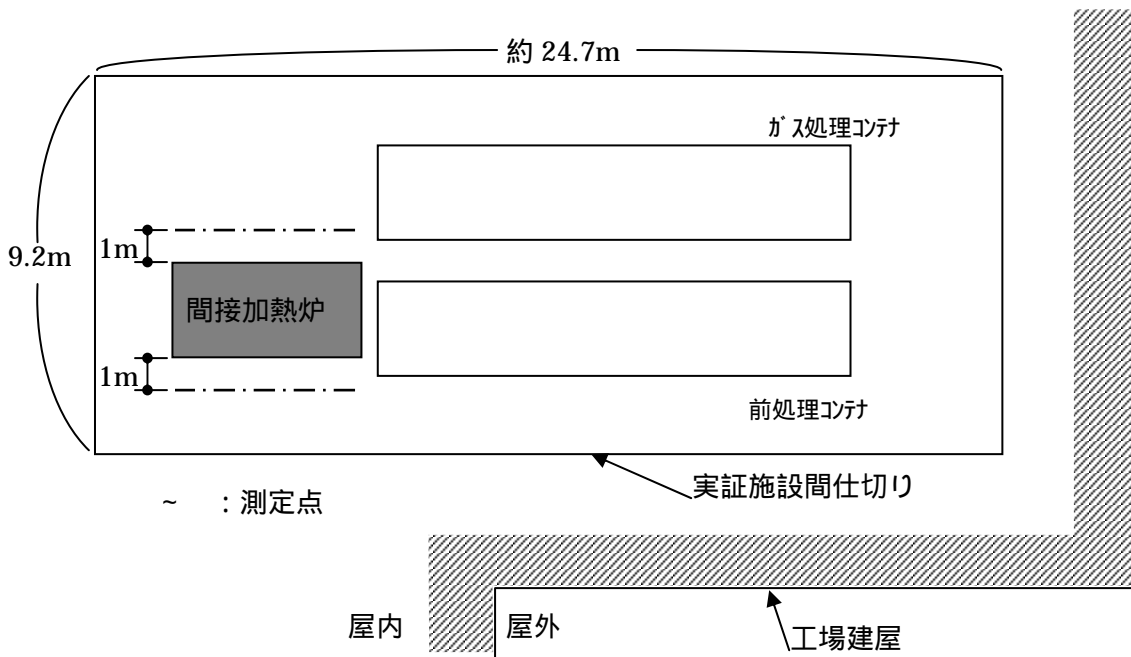 約 24.7m
ガス処理コンテナ
9.2m
1m
間接加熱炉
1m
前処理コンテナ
実証施設間仕切り
~ : 測定点
屋内
屋外
工場建屋